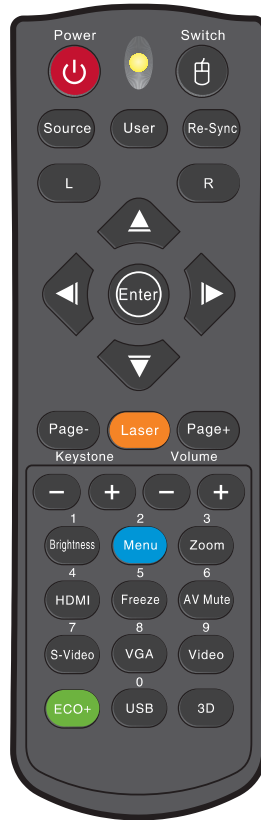 Power Switch
Source User Re-Sync
L R
Enter
Page- Laser Page+
Keystone Volume
− + − +
1 2 3
Brightness Menu Zoom
4 5 6
HDMI Freeze AV Mute
7 8 9
S-Video VGA Video
0
ECO+ USB 3D